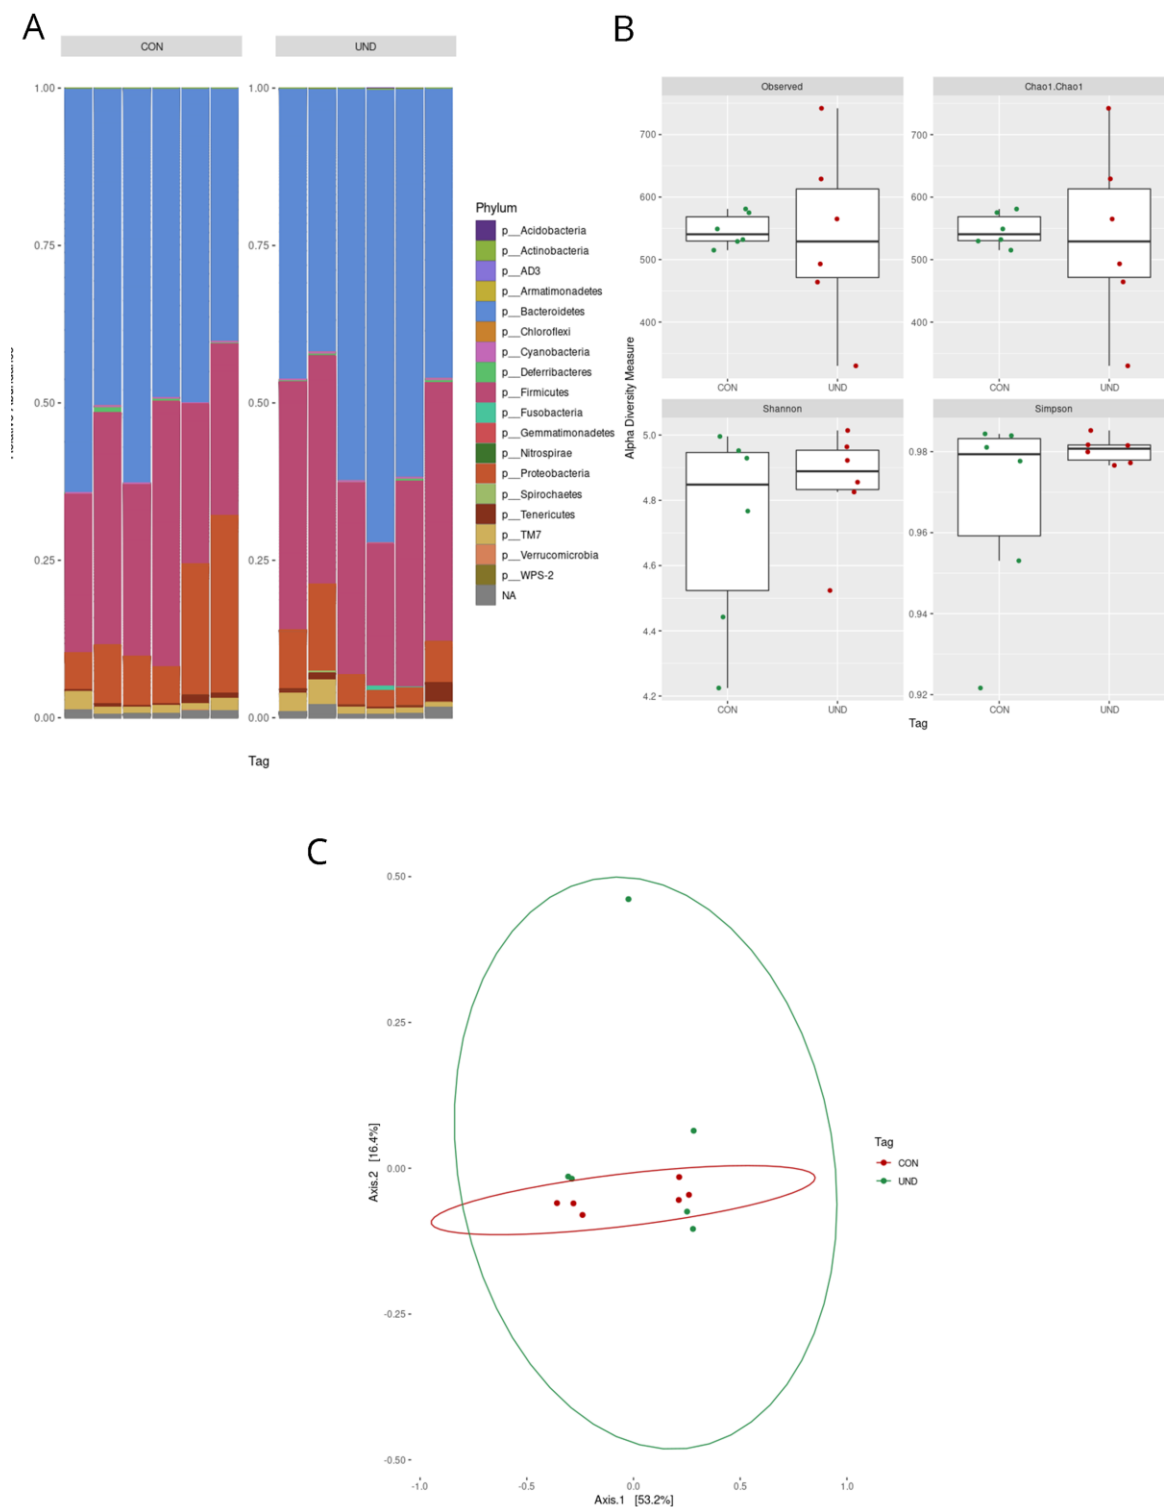 A
CON
UND
1.00
0.75
0.50
0.25
0.00
1.00
0.75
0.50
0.25
0.00
Tag
Phylum
p__Acidobacteria
p__Actinobacteria
p__AD3
p__Armatimonadetes
p__Bacteroidetes
p__Chloroflexi
p__Cyanobacteria
p__Deferribacteres
p__Firmicutes
p__Fusobacteria
p__Gemmatimonadetes
p__Nitrospirae
p__Proteobacteria
p__Spirochaetes
p__Tenericutes
p__TM7
p__Verrucomicrobia
p__WPS-2
NA
B
Alpha Diversity Measure
Observed
700
600
500
400
CON
UND
Chao1.Chao1
700
600
500
400
CON
UND
Shannon
5.0
4.8
4.6
4.4
4.2
CON
UND
Simpson
0.98
0.96
0.94
0.92
CON
UND
Tag
C
Axis.2 [16.4%]
0.50
0.25
0.00
-0.25
-0.50
-1.0
-0.5
0.0
0.5
1.0
Axis.1 [53.2%]
Tag
CON
UND